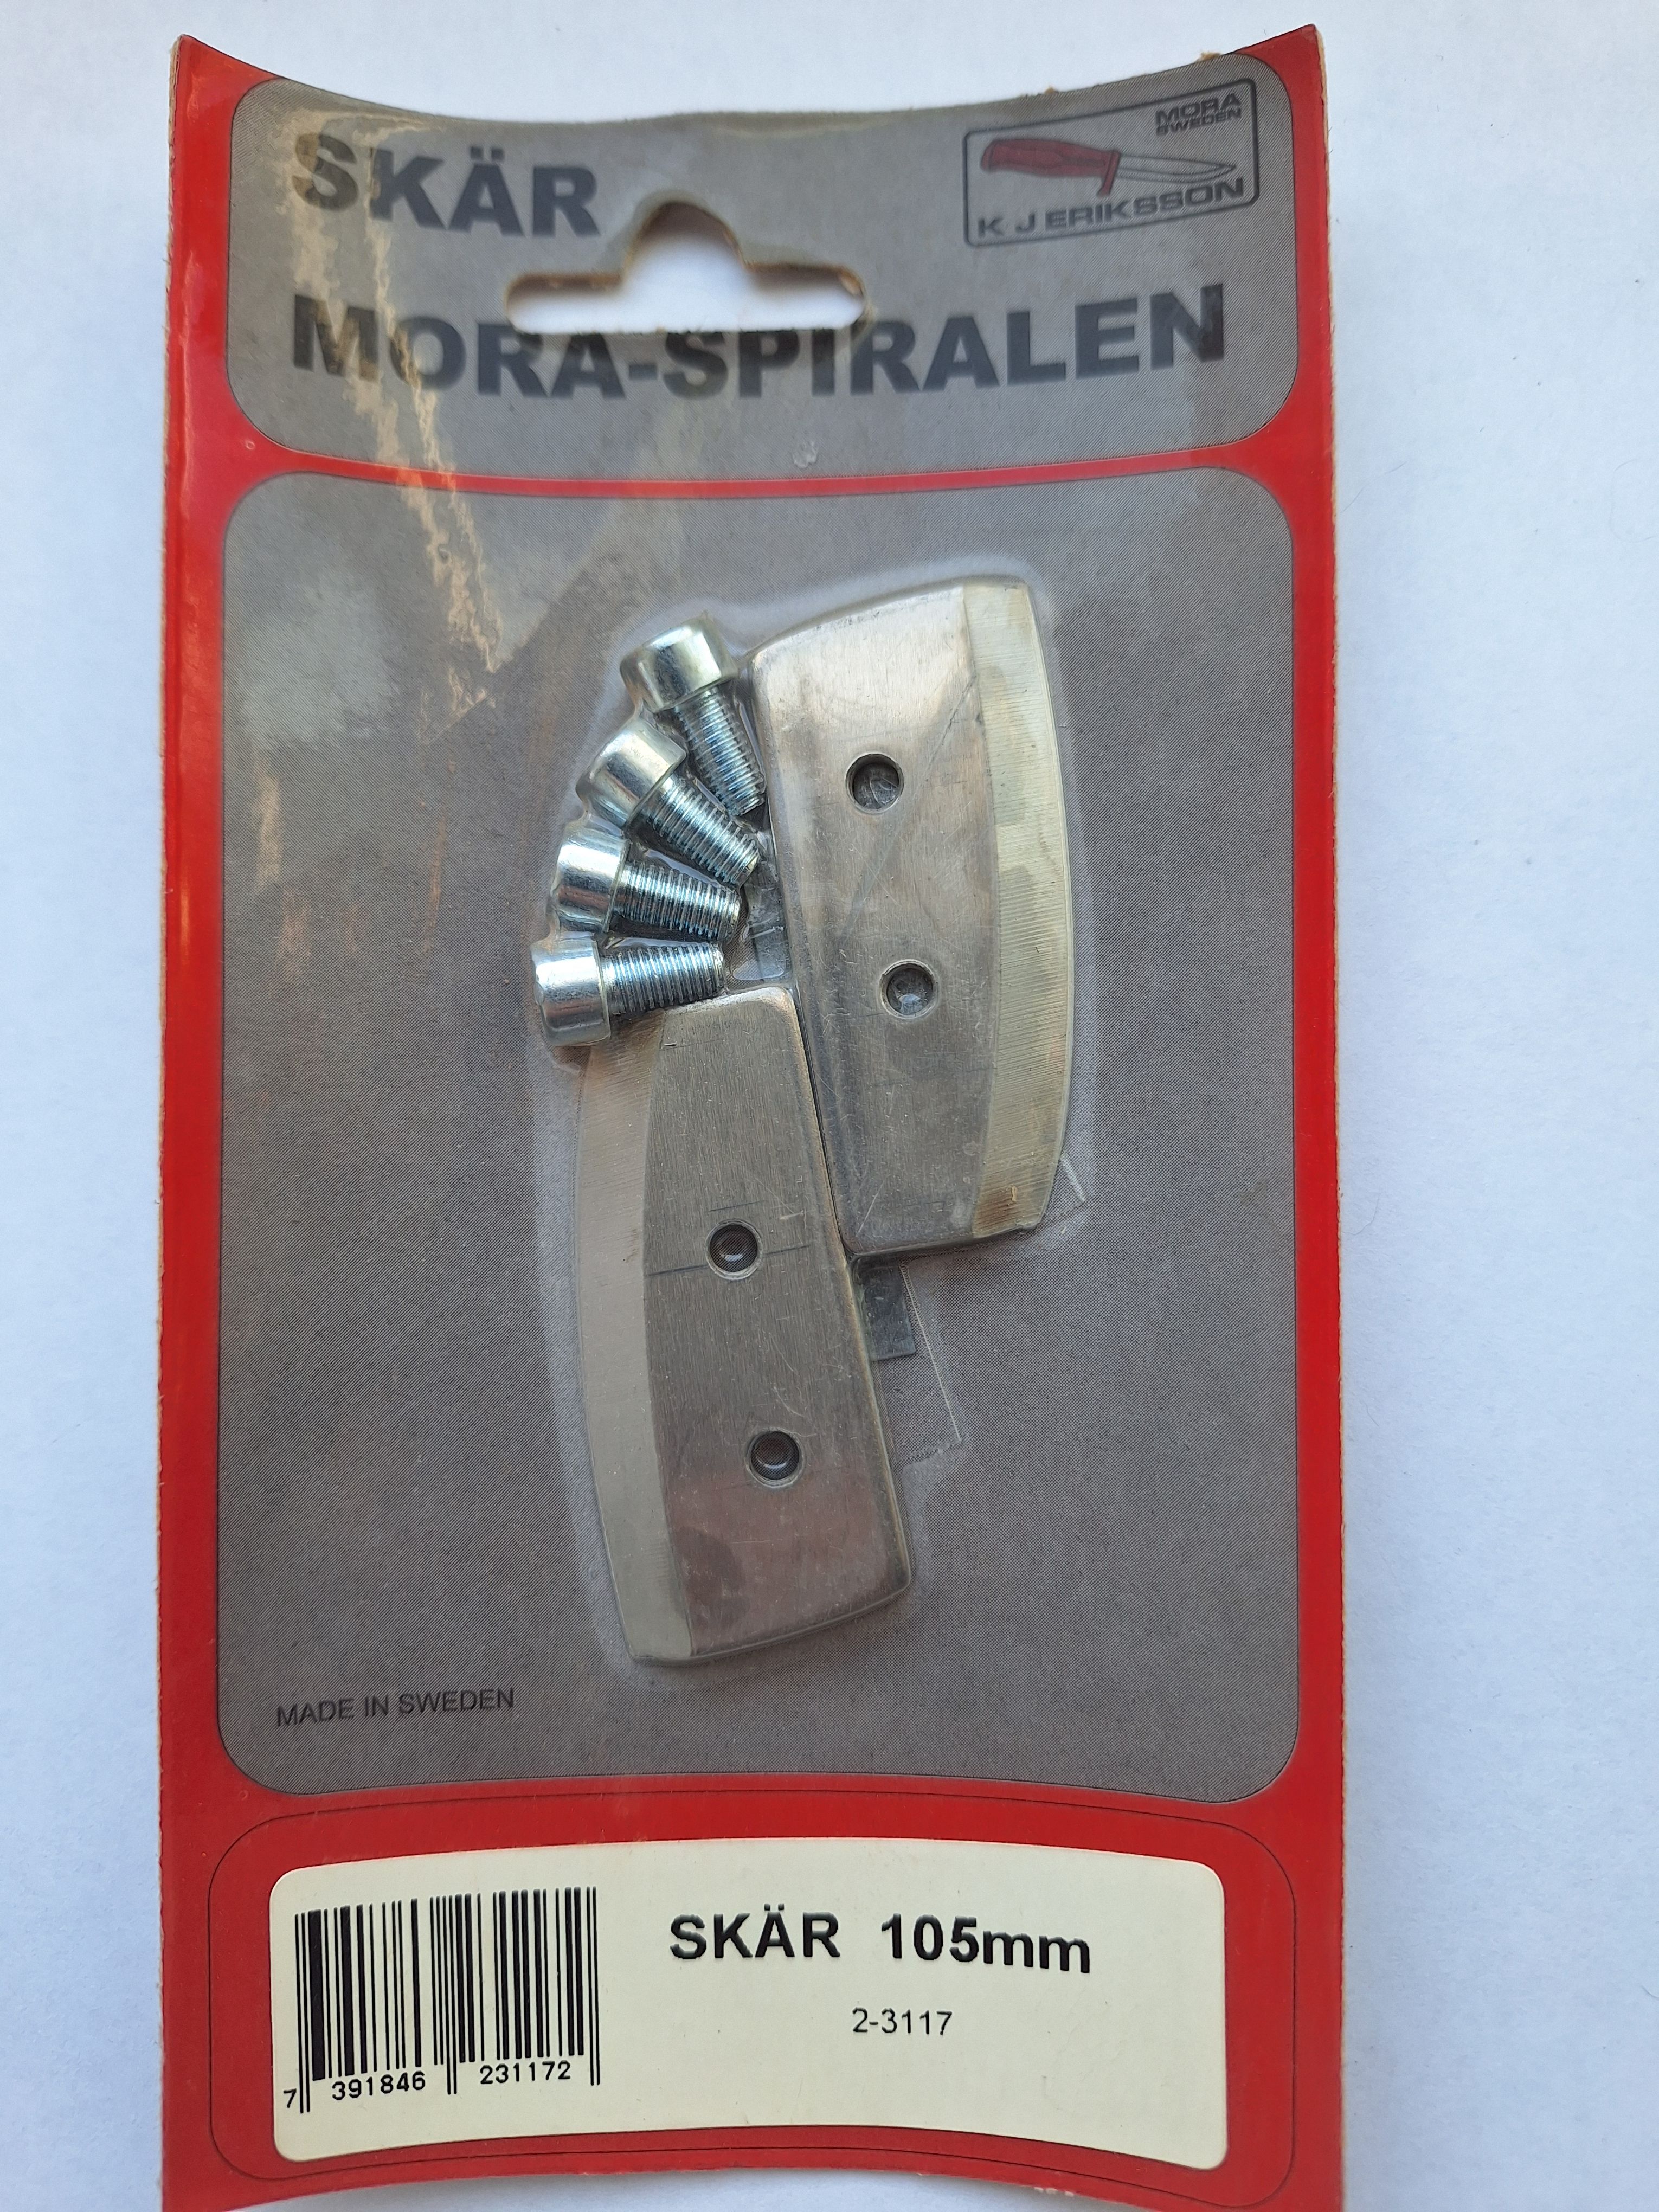 SKÄR
MORA
SWEDEN
K J ERIKSSON
MORA-SPIRALEN
MADE IN SWEDEN
SKÄR 105mm
2-3117
7 391846 231172